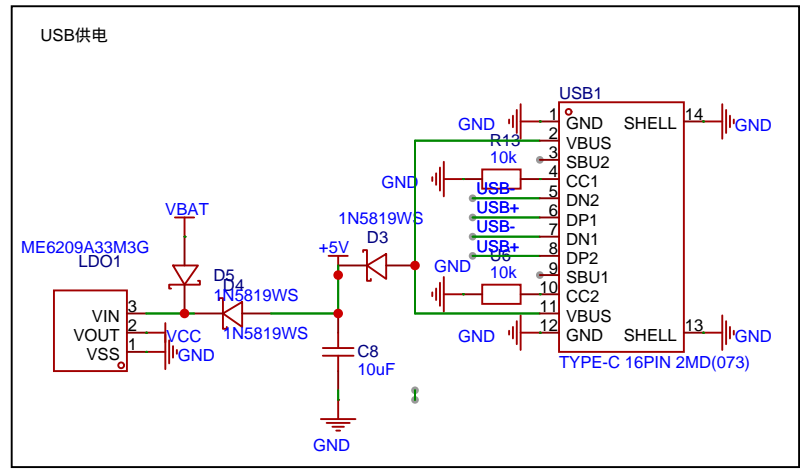 USB供电
USB1
GND 1 GND SHELL 14 GND
2 VBUS
R13
10k
3 SBU2
GND 4 CC1
USB- 5 DN2
USB+ 6 DP1
USB- 7 DN1
USB+ 8 DP2
U6
10k
9 SBU1
GND 10 CC2
11 VBUS
GND 12 GND SHELL 13 GND
TYPE-C 16PIN 2MD(073)
1N5819WS
D3
+5V
VBAT
ME6209A33M3G
LDO1
D5
1N5819WS
D4
1N5819WS
VIN 3
VOUT 2 VCC
VSS 1 GND
C8
10uF
GND